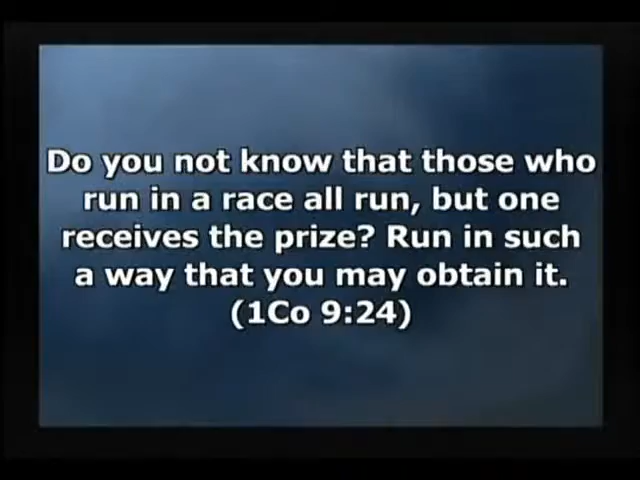 Do you not know that those who
run in a race all run, but one
receives the prize? Run in such
a way that you may obtain it.
(1Co 9:24)